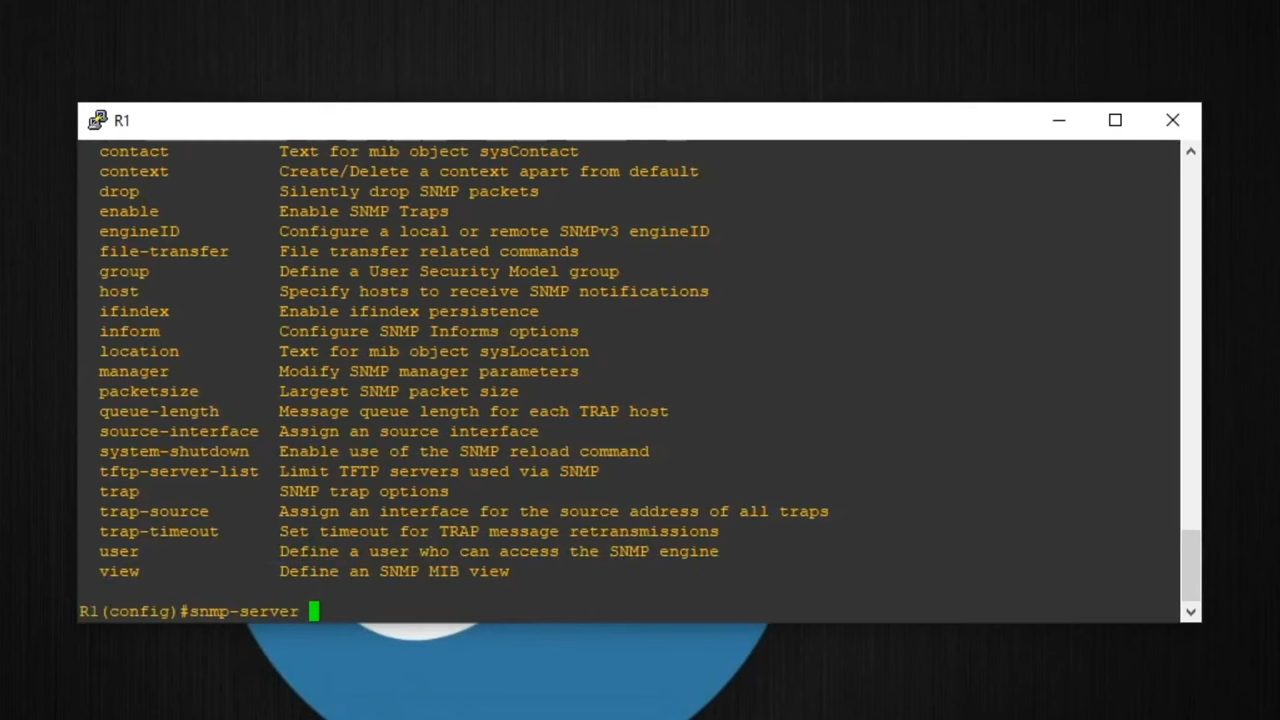 R1
contact Text for mib object sysContact
context Create/Delete a context apart from default
drop Silently drop SNMP packets
enable Enable SNMP Traps
engineID Configure a local or remote SNMPv3 engineID
file-transfer File transfer related commands
group Define a User Security Model group
host Specify hosts to receive SNMP notifications
ifindex Enable ifindex persistence
inform Configure SNMP Informs options
location Text for mib object sysLocation
manager Modify SNMP manager parameters
packetsize Largest SNMP packet size
queue-length Message queue length for each TRAP host
source-interface Assign an source interface
system-shutdown Enable use of the SNMP reload command
tftp-server-list Limit TFTP servers used via SNMP
trap SNMP trap options
trap-source Assign an interface for the source address of all traps
trap-timeout Set timeout for TRAP message retransmissions
user Define a user who can access the SNMP engine
view Define an SNMP MIB view
R1(config)#snmp-server